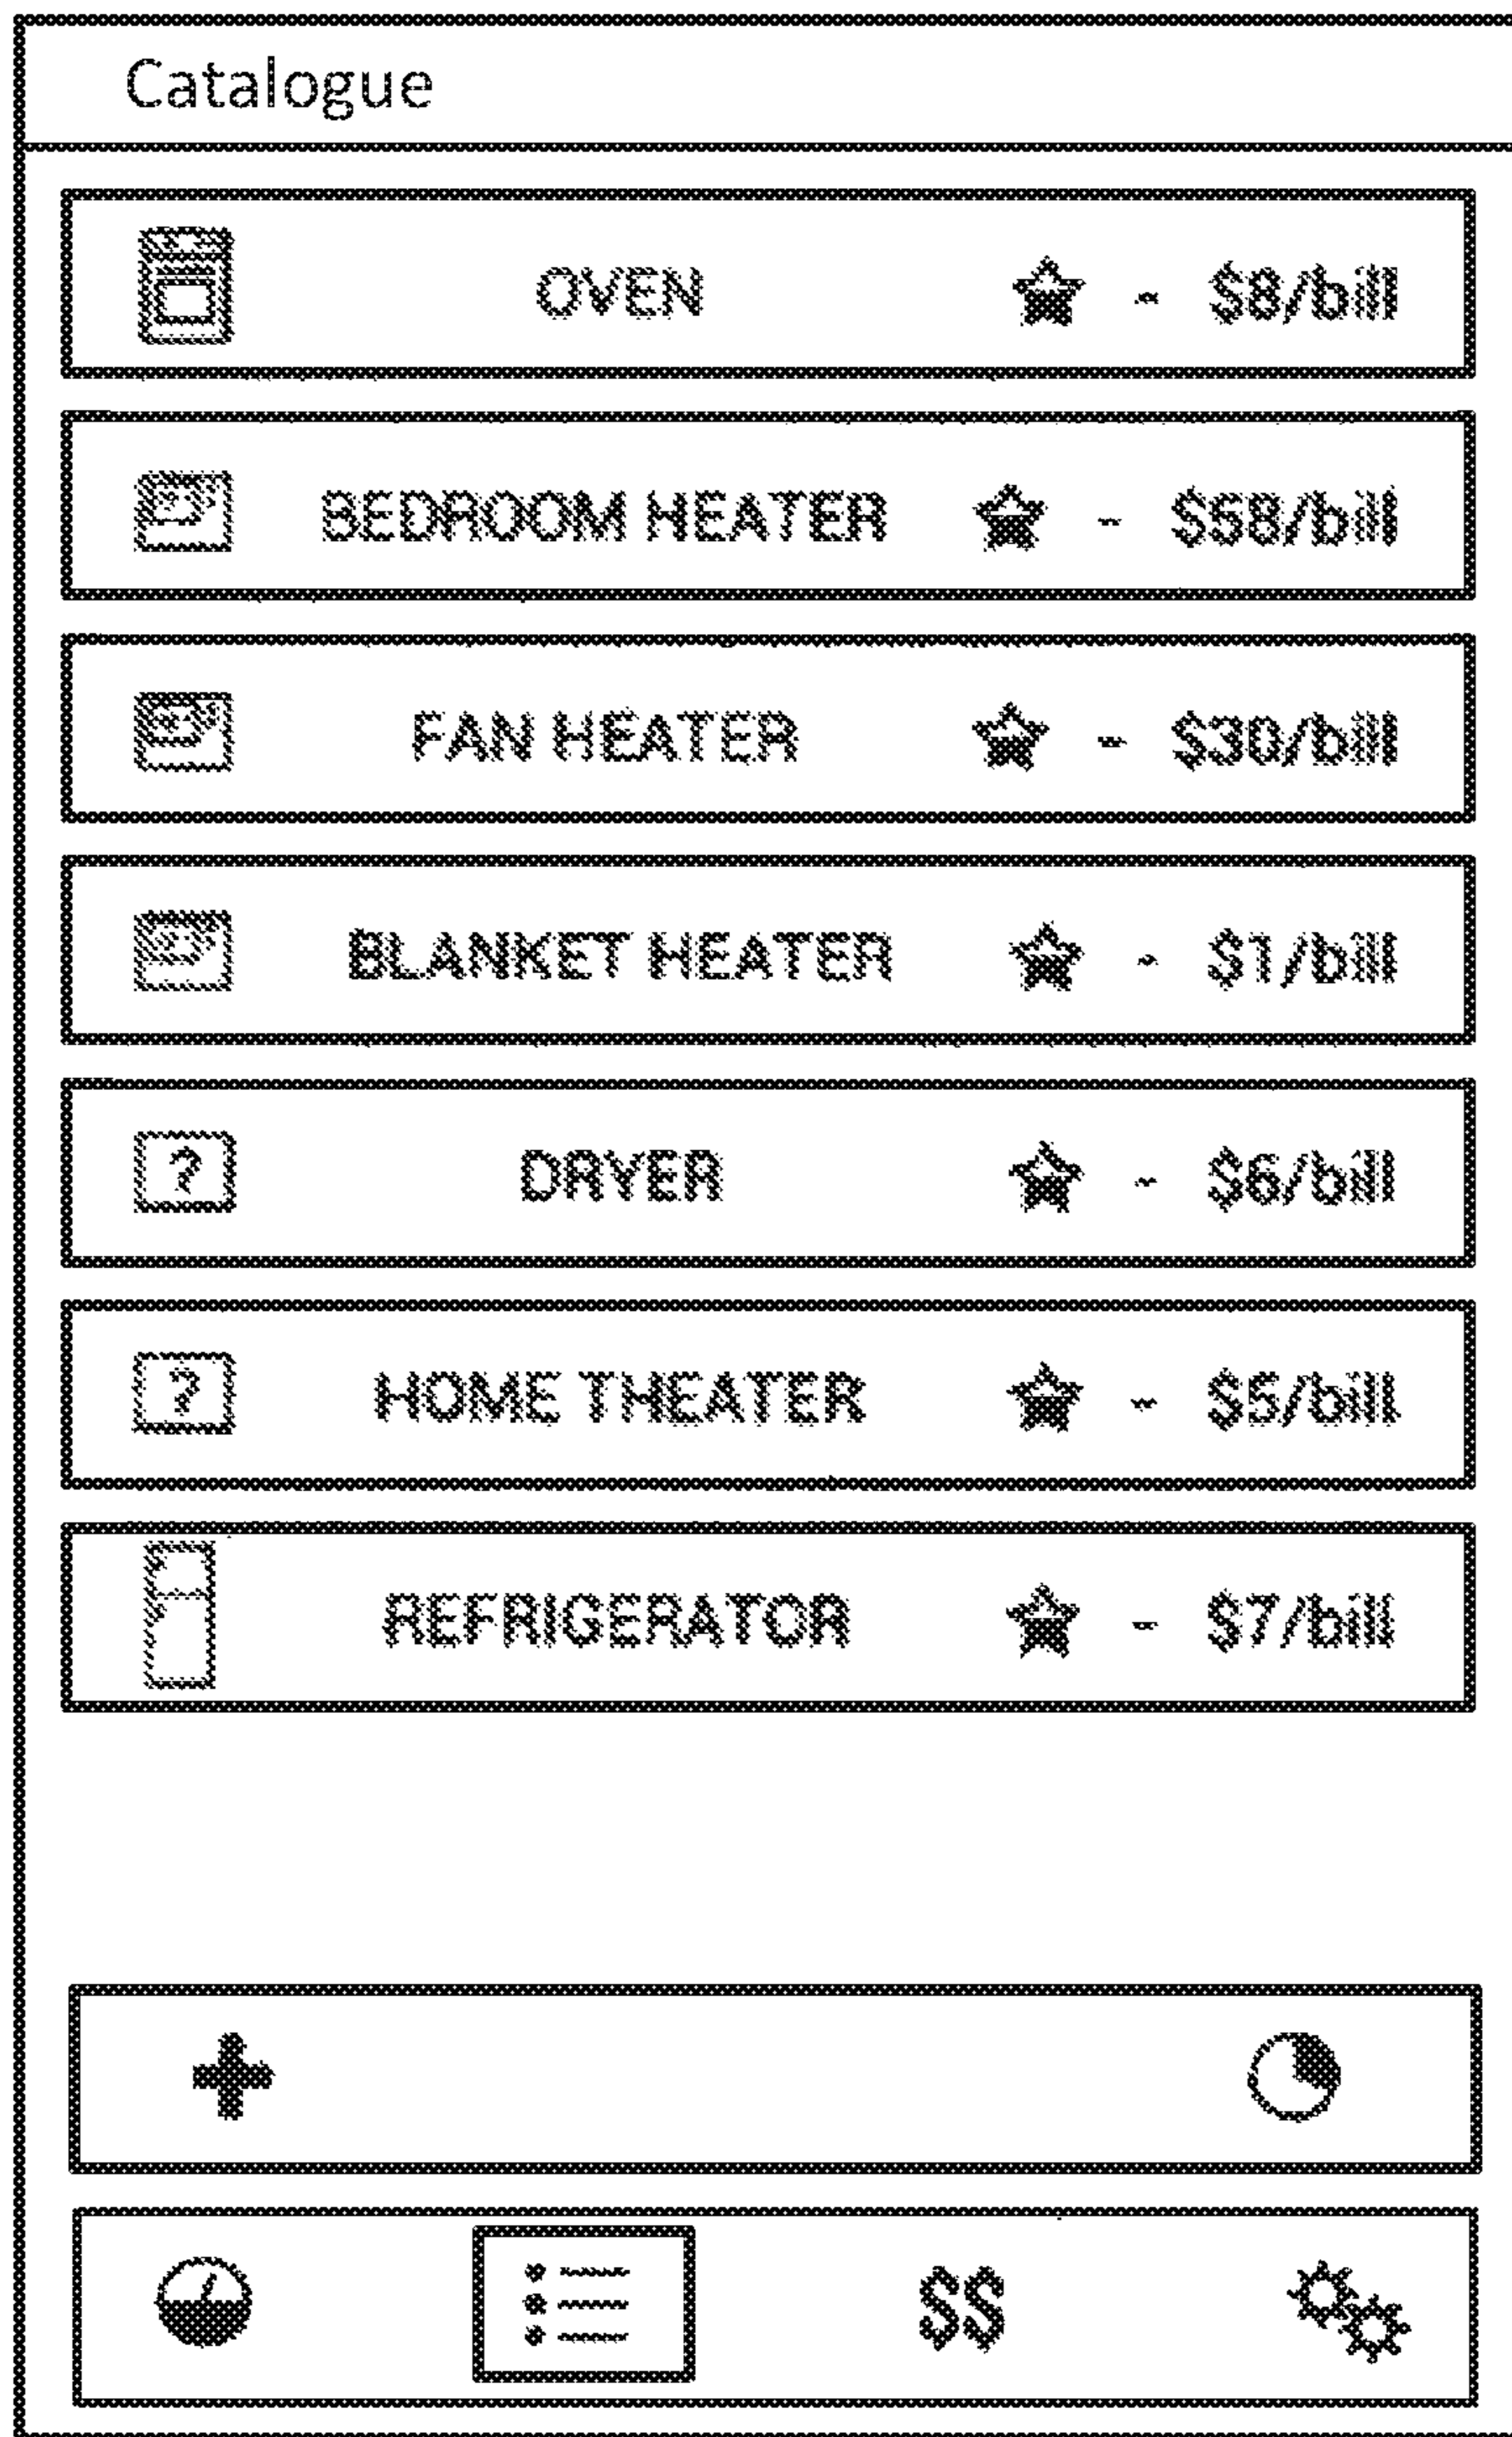 Catalogue
OVEN - $8/bill
BEDROOM HEATER - $58/bill
FAN HEATER - $30/bill
BLANKET HEATER - $1/bill
? DRYER - $6/bill
? HOME THEATER - $5/bill
REFRIGERATOR - $7/bill
$$